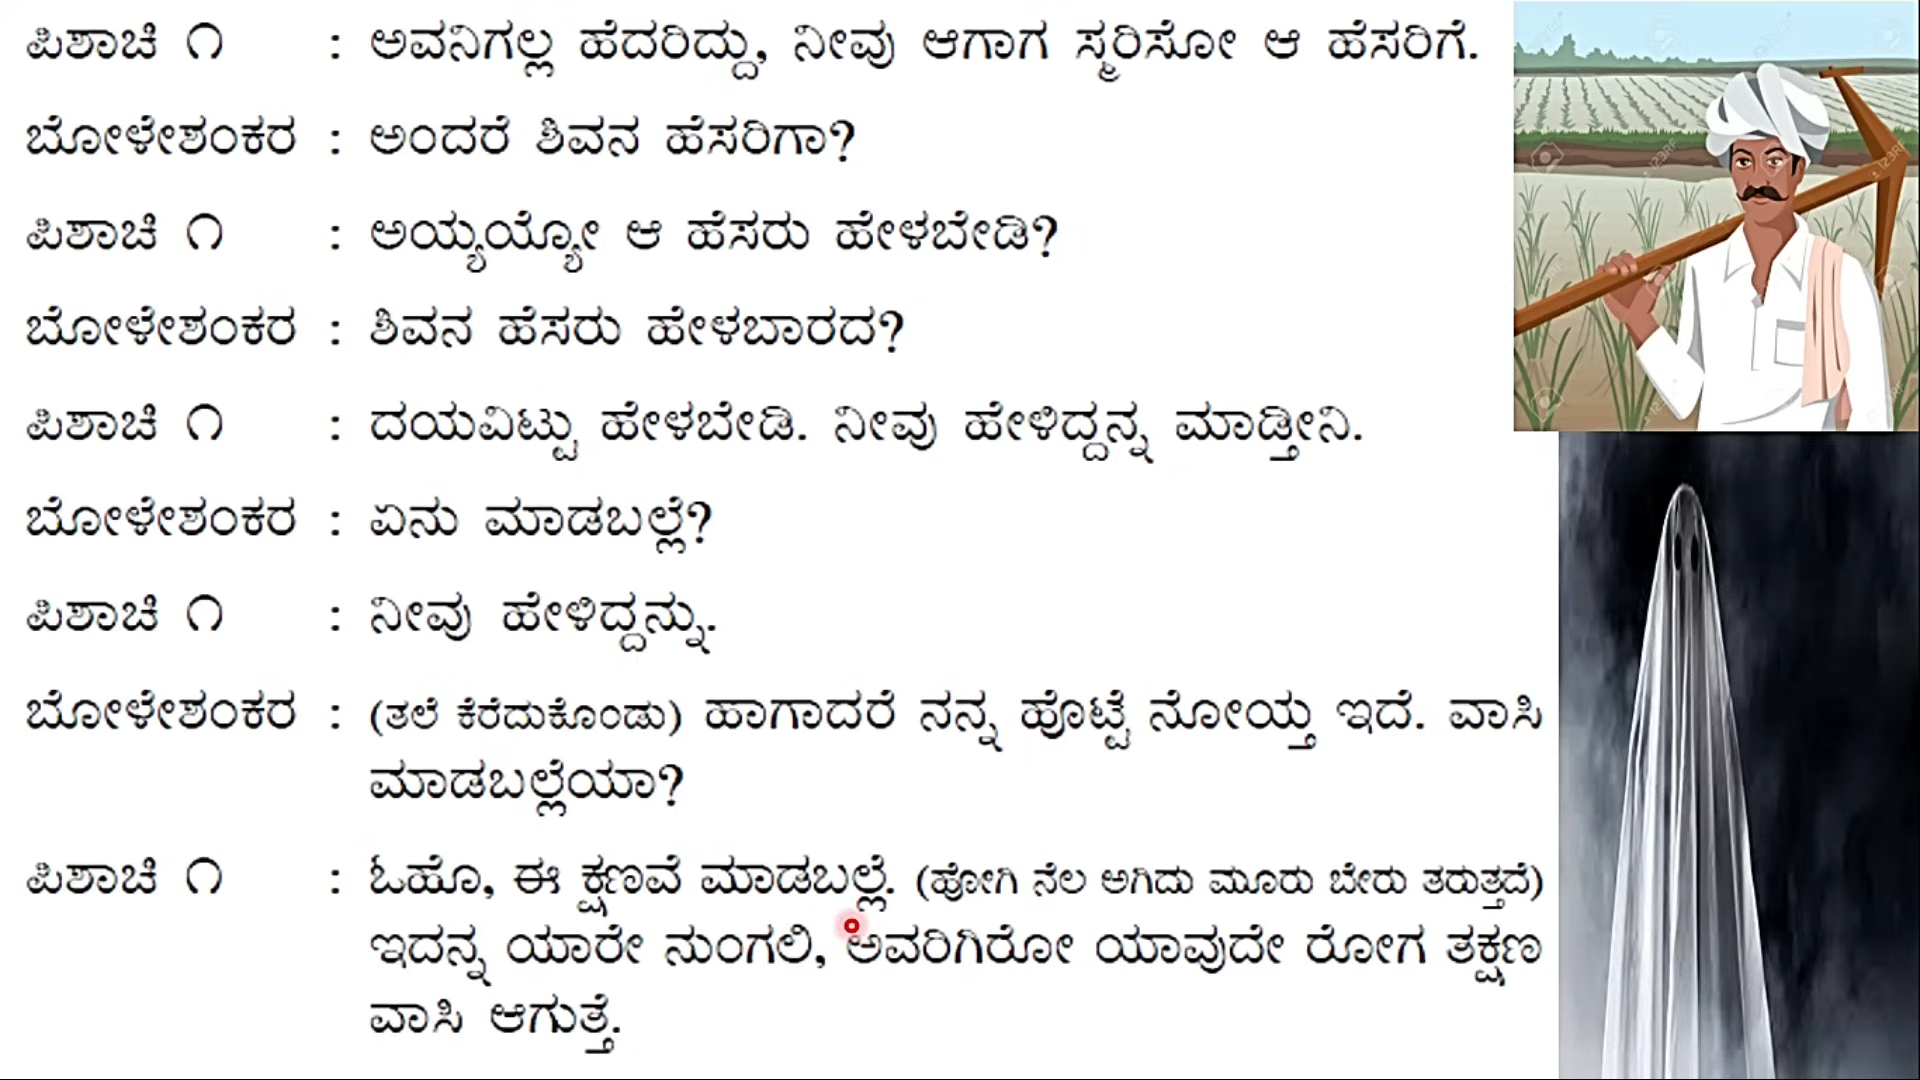 ಪಿಶಾಚಿ ೧ : ಅವನಿಗಲ್ಲ ಹೆದರಿದ್ದು, ನೀವು ಆಗಾಗ ಸ್ಮರಿಸೋ ಆ ಹೆಸರಿಗೆ.
ಬೋಳೇಶಂಕರ : ಅಂದರೆ ಶಿವನ ಹೆಸರಿಗಾ?
ಪಿಶಾಚಿ ೧ : ಅಯ್ಯಯ್ಯೋ ಆ ಹೆಸರು ಹೇಳಬೇಡಿ?
ಬೋಳೇಶಂಕರ : ಶಿವನ ಹೆಸರು ಹೇಳಬಾರದ?
ಪಿಶಾಚಿ ೧ : ದಯವಿಟ್ಟು ಹೇಳಬೇಡಿ. ನೀವು ಹೇಳಿದ್ದನ್ನ ಮಾಡ್ತೀನಿ.
ಬೋಳೇಶಂಕರ : ಏನು ಮಾಡಬಲ್ಲೆ?
ಪಿಶಾಚಿ ೧ : ನೀವು ಹೇಳಿದ್ದನ್ನು.
ಬೋಳೇಶಂಕರ : (ತಲೆ ಕೆರೆದುಕೊಂಡು) ಹಾಗಾದರೆ ನನ್ನ ಹೊಟ್ಟೆ ನೋಯ್ತ ಇದೆ. ವಾಸಿ
ಮಾಡಬಲ್ಲೆಯಾ?
ಪಿಶಾಚಿ ೧ : ಓಹೊ, ಈ ಕ್ಷಣವೆ ಮಾಡಬಲ್ಲೆ. (ಹೋಗಿ ನೆಲ ಅಗಿದು ಮೂರು ಬೇರು ತರುತ್ತದೆ)
ಇದನ್ನ ಯಾರೇ ನುಂಗಲಿ, ಅವರಿಗಿರೋ ಯಾವುದೇ ರೋಗ ತಕ್ಷಣ
ವಾಸಿ ಆಗುತ್ತೆ.
123RF
123RF